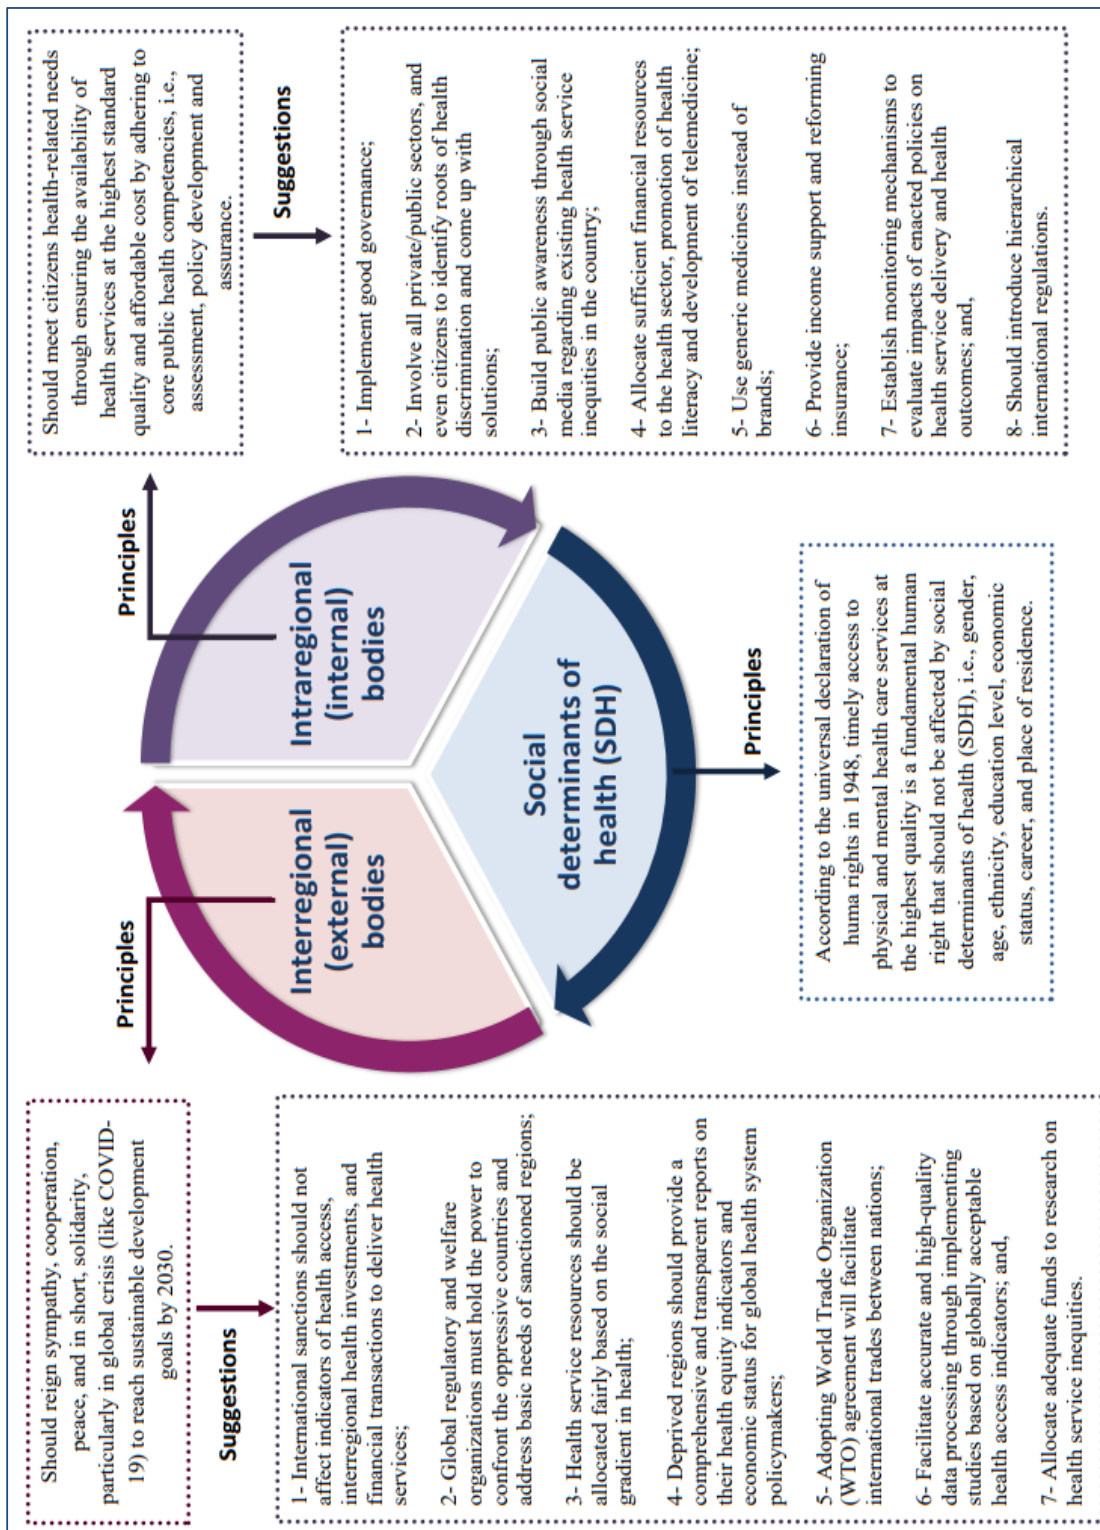 Should reign sympathy, cooperation,
peace, and in short, solidarity,
particularly in global crisis (like COVID-
19) to reach sustainable development
goals by 2030.
Suggestions
1- International sanctions should not
affect indicators of health access,
interregional health investments, and
financial transactions to deliver health
services;
2- Global regulatory and welfare
organizations must hold the power to
confront the oppressive countries and
address basic needs of sanctioned regions;
3- Health service resources should be
allocated fairly based on the social
gradient in health;
4- Deprived regions should provide a
comprehensive and transparent reports on
their health equity indicators and
economic status for global health system
policymakers;
5- Adopting World Trade Organization
(WTO) agreement will facilitate
international trades between nations;
6- Facilitate accurate and high-quality
data processing through implementing
studies based on globally acceptable
health access indicators; and,
7- Allocate adequate funds to research on
health service inequities.
Principles
Interregional
(external)
bodies
Principles
Intraregional
(internal)
bodies
Social
determinants of
health (SDH)
Principles
According to the universal declaration of
huma rights in 1948, timely access to
physical and mental health care services at
the highest quality is a fundamental human
right that should not be affected by social
determinants of health (SDH), i.e., gender,
age, ethnicity, education level, economic
status, career, and place of residence.
Should meet citizens health-related needs
through ensuring the availability of
health services at the highest standard
quality and affordable cost by adhering to
core public health competencies, i.e.,
assessment, policy development and
assurance.
Suggestions
1- Implement good governance;
2- Involve all private/public sectors, and
even citizens to identify roots of health
discrimination and come up with
solutions;
3- Build public awareness through social
media regarding existing health service
inequities in the country;
4- Allocate sufficient financial resources
to the health sector, promotion of health
literacy and development of telemedicine;
5- Use generic medicines instead of
brands;
6- Provide income support and reforming
insurance;
7- Establish monitoring mechanisms to
evaluate impacts of enacted policies on
health service delivery and health
outcomes; and,
8- Should introduce hierarchical
international regulations.